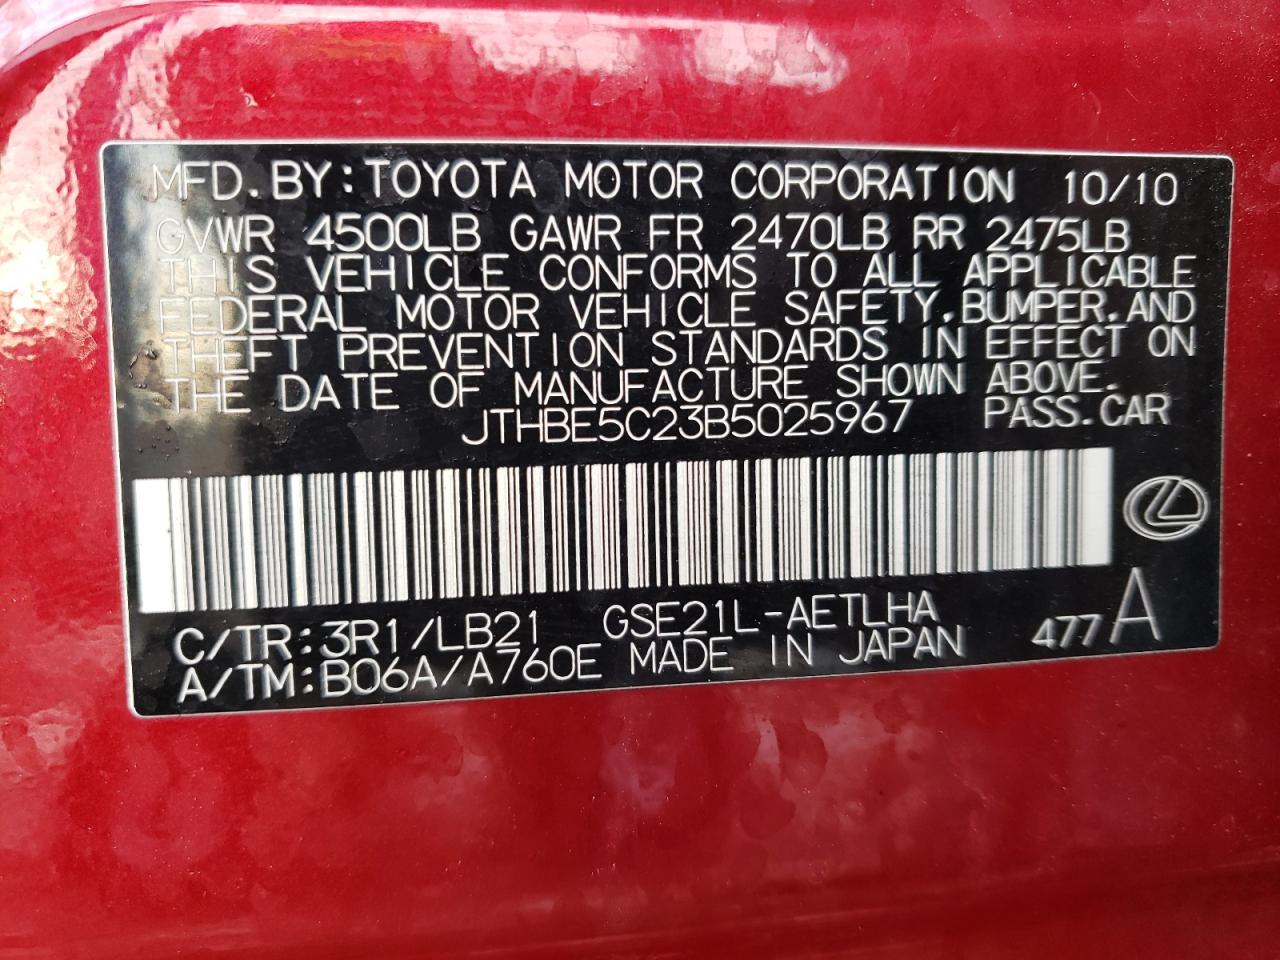 MFD.BY:TOYOTA MOTOR CORPORATION 10/10
GVWR 4500LB GAWR FR 2470LB RR 2475LB
THIS VEHICLE CONFORMS TO ALL APPLICABLE
FEDERAL MOTOR VEHICLE SAFETY,BUMPER,AND
THEFT PREVENTION STANDARDS IN EFFECT ON
THE DATE OF MANUFACTURE SHOWN ABOVE.
JTHBE5C23B5025967 PASS.CAR
C/TR:3R1/LB21 GSE21L-AETLHA
A/TM:B06A/A760E MADE IN JAPAN 477A